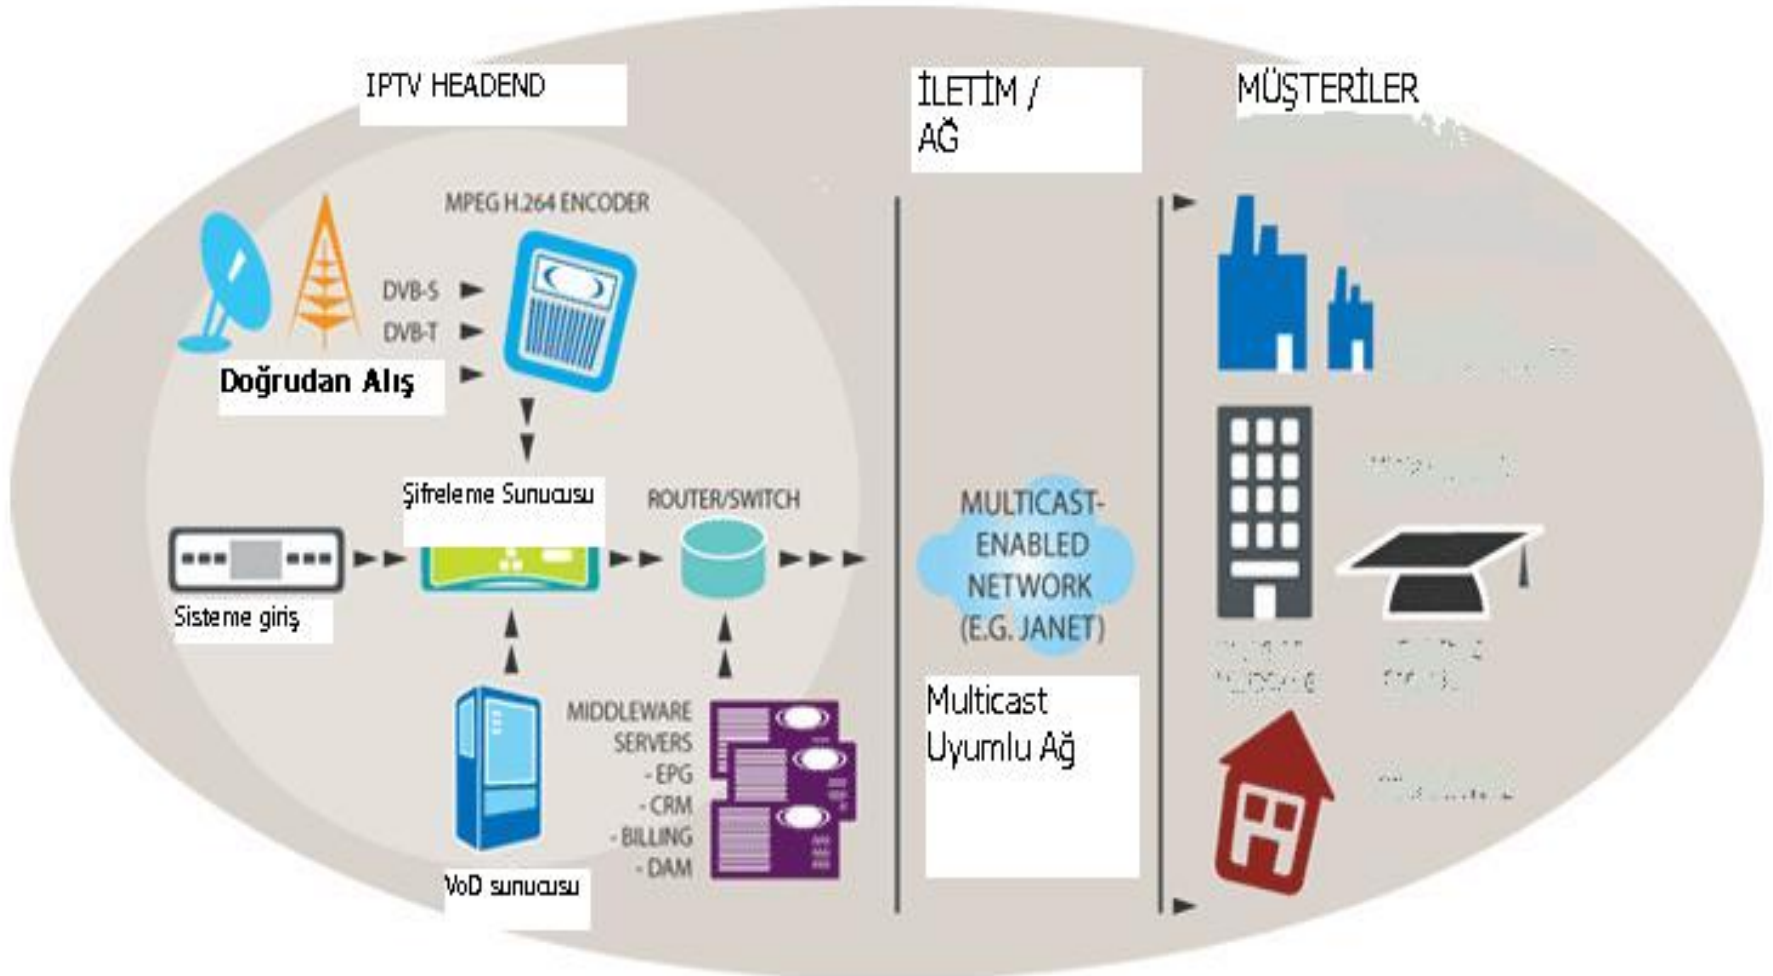 IPTV HEADEND
İLETİM /
AĞ
MÜŞTERİLER
MPEG H.264 ENCODER
DVB-S
DVB-T
Doğrudan Alış
Şifreleme Sunucusu
ROUTER/SWITCH
Sisteme giriş
VoD sunucusu
MIDDLEWARE
SERVERS
- EPG
- CRM
- BILLING
- DAM
MULTICAST-
ENABLED
NETWORK
(E.G. JANET)
Multicast
Uyumlu Ağ